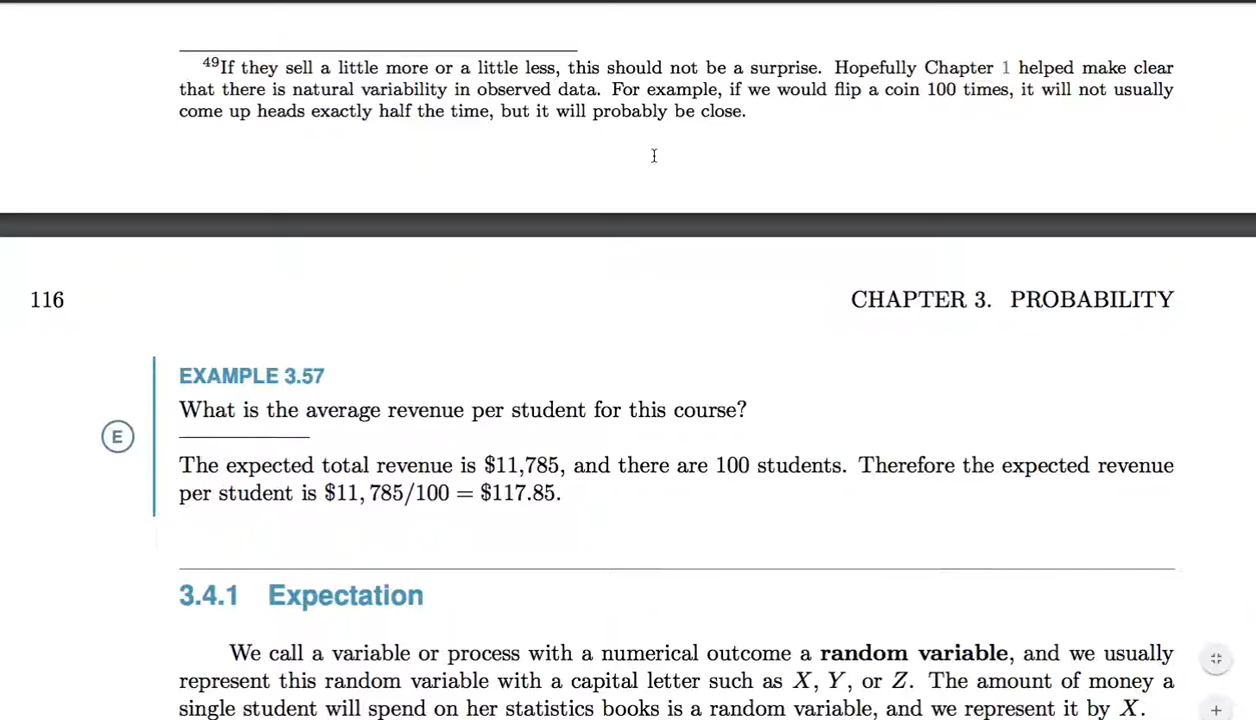 ⁴⁹If they sell a little more or a little less, this should not be a surprise. Hopefully Chapter 1 helped make clear
that there is natural variability in observed data. For example, if we would flip a coin 100 times, it will not usually
come up heads exactly half the time, but it will probably be close.
116
CHAPTER 3. PROBABILITY
EXAMPLE 3.57
What is the average revenue per student for this course?
E
The expected total revenue is $11,785, and there are 100 students. Therefore the expected revenue
per student is $11, 785/100 = $117.85.
3.4.1 Expectation
We call a variable or process with a numerical outcome a random variable, and we usually
represent this random variable with a capital letter such as X, Y, or Z. The amount of money a
single student will spend on her statistics books is a random variable, and we represent it by X.